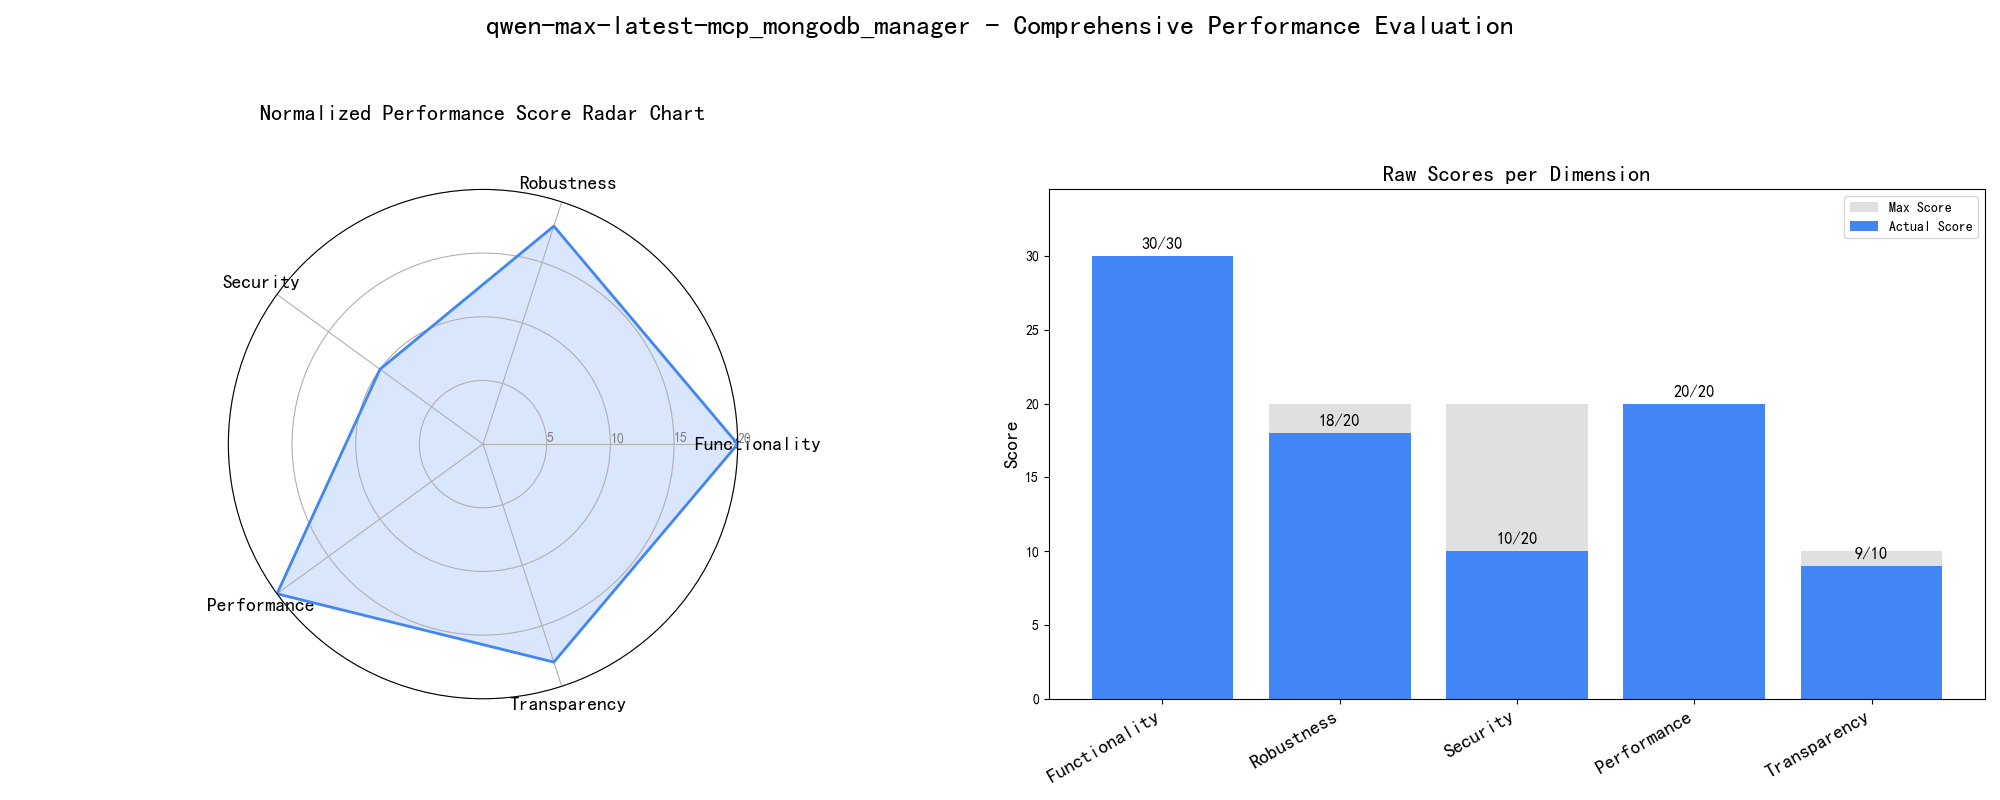 qwen-max-latest-mcp_mongodb_manager - Comprehensive Performance Evaluation
Normalized Performance Score Radar Chart
Robustness
Security
5
10
15
20
Functionality
Performance
Transparency
Raw Scores per Dimension
Max Score
Actual Score
30/30
18/20
10/20
20/20
9/10
Score
30
25
20
15
10
5
0
Functionality
Robustness
Security
Performance
Transparency